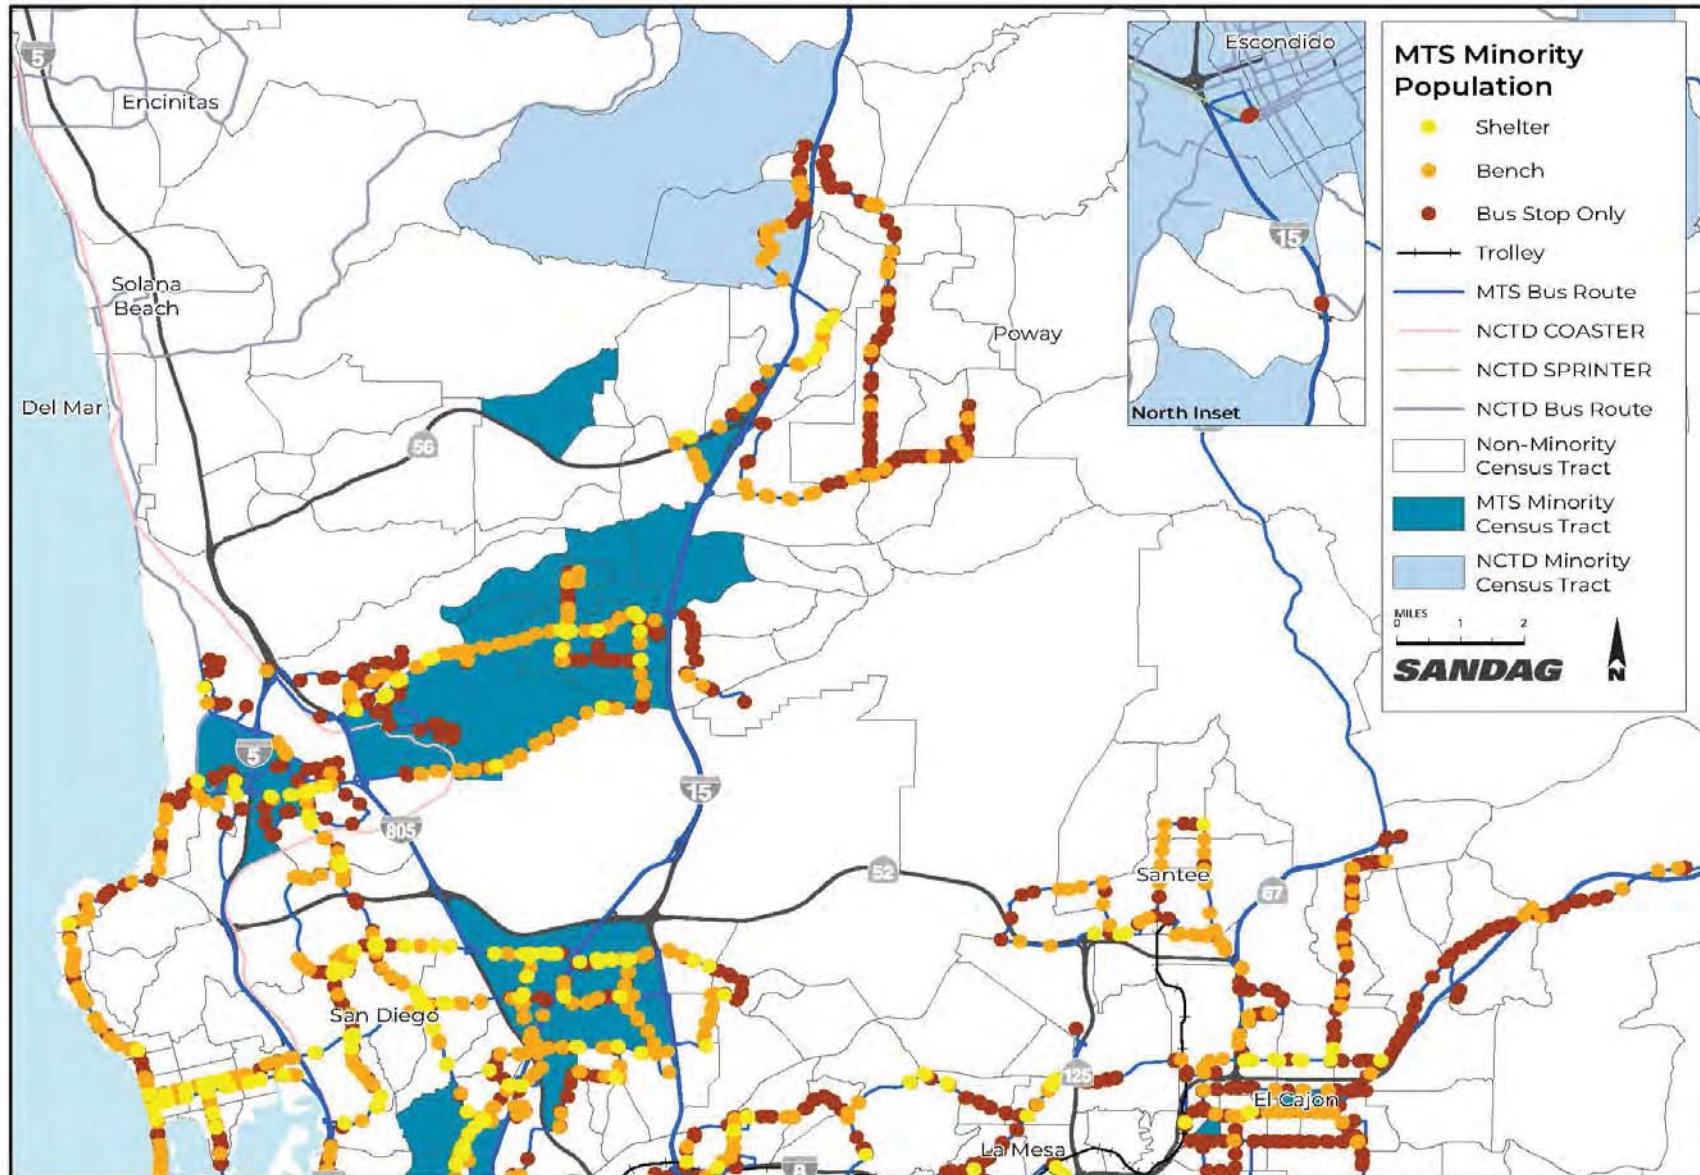 5
Encinitas
Solana
Beach
Del Mar
56
Poway
5
805
15
52
Santee
67
San Diego
125
El Cajon
La Mesa
8
Escondido
15
North Inset
MTS Minority
Population
Shelter
Bench
Bus Stop Only
Trolley
MTS Bus Route
NCTD COASTER
NCTD SPRINTER
NCTD Bus Route
Non-Minority
Census Tract
MTS Minority
Census Tract
NCTD Minority
Census Tract
MILES
0 1 2
SANDAG
N